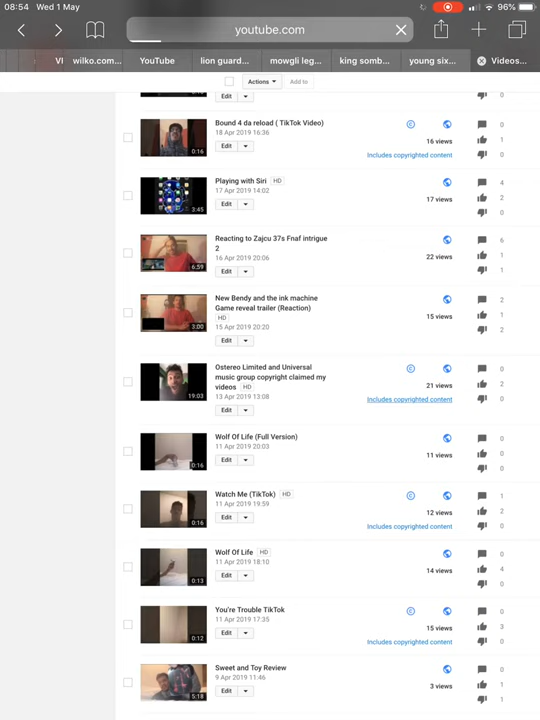 08:54 Wed 1 May 96%
youtube.com
VI wilko.com... YouTube lion guard... mowgli leg... king somb... young six... Videos...
Actions Add to
Edit 0
Bound 4 da reload ( TikTok Video)
18 Apr 2019 16:36
Edit
0:16
16 views
Includes copyrighted content
0
1
0
Playing with Siri HD
17 Apr 2019 14:02
Edit
3:45
17 views
4
2
0
Reacting to Zajcu 37s Fnaf intrigue
2
16 Apr 2019 20:06
Edit
6:59
22 views
6
1
1
New Bendy and the ink machine
Game reveal trailer (Reaction)
HD
15 Apr 2019 20:20
Edit
3:00
15 views
2
1
2
Ostereo Limited and Universal
music group copyright claimed my
videos HD
13 Apr 2019 13:08
Edit
19:03
21 views
Includes copyrighted content
0
2
0
Wolf Of Life (Full Version)
11 Apr 2019 20:03
Edit
0:16
11 views
0
0
0
Watch Me (TikTok) HD
11 Apr 2019 19:59
Edit
0:16
12 views
Includes copyrighted content
1
2
0
Wolf Of Life HD
11 Apr 2019 18:10
Edit
0:13
14 views
0
4
0
You're Trouble TikTok
11 Apr 2019 17:35
Edit
0:12
15 views
Includes copyrighted content
0
3
0
Sweet and Toy Review
9 Apr 2019 11:46
Edit
5:18
3 views
0
1
1